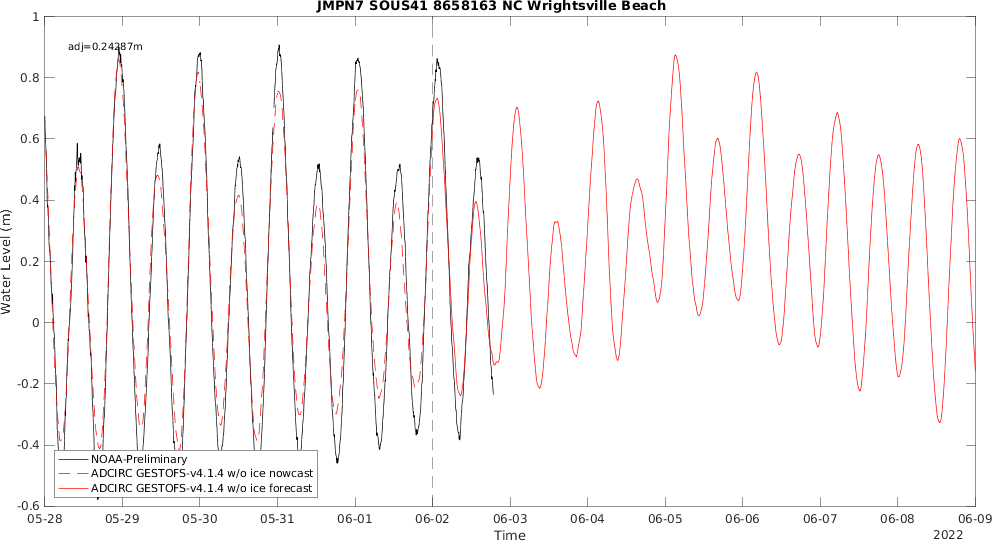 JMPN7 SOUS41 8658163 NC Wrightsville Beach
1
adj=0.24287m
0.8
0.6
0.4
0.2
0
-0.2
-0.4
-0.6
Water Level (m)
NOAA-Preliminary
ADCIRC GESTOFS-v4.1.4 w/o ice nowcast
ADCIRC GESTOFS-v4.1.4 w/o ice forecast
05-28 05-29 05-30 05-31 06-01 06-02 06-03 06-04 06-05 06-06 06-07 06-08 06-09
Time
2022